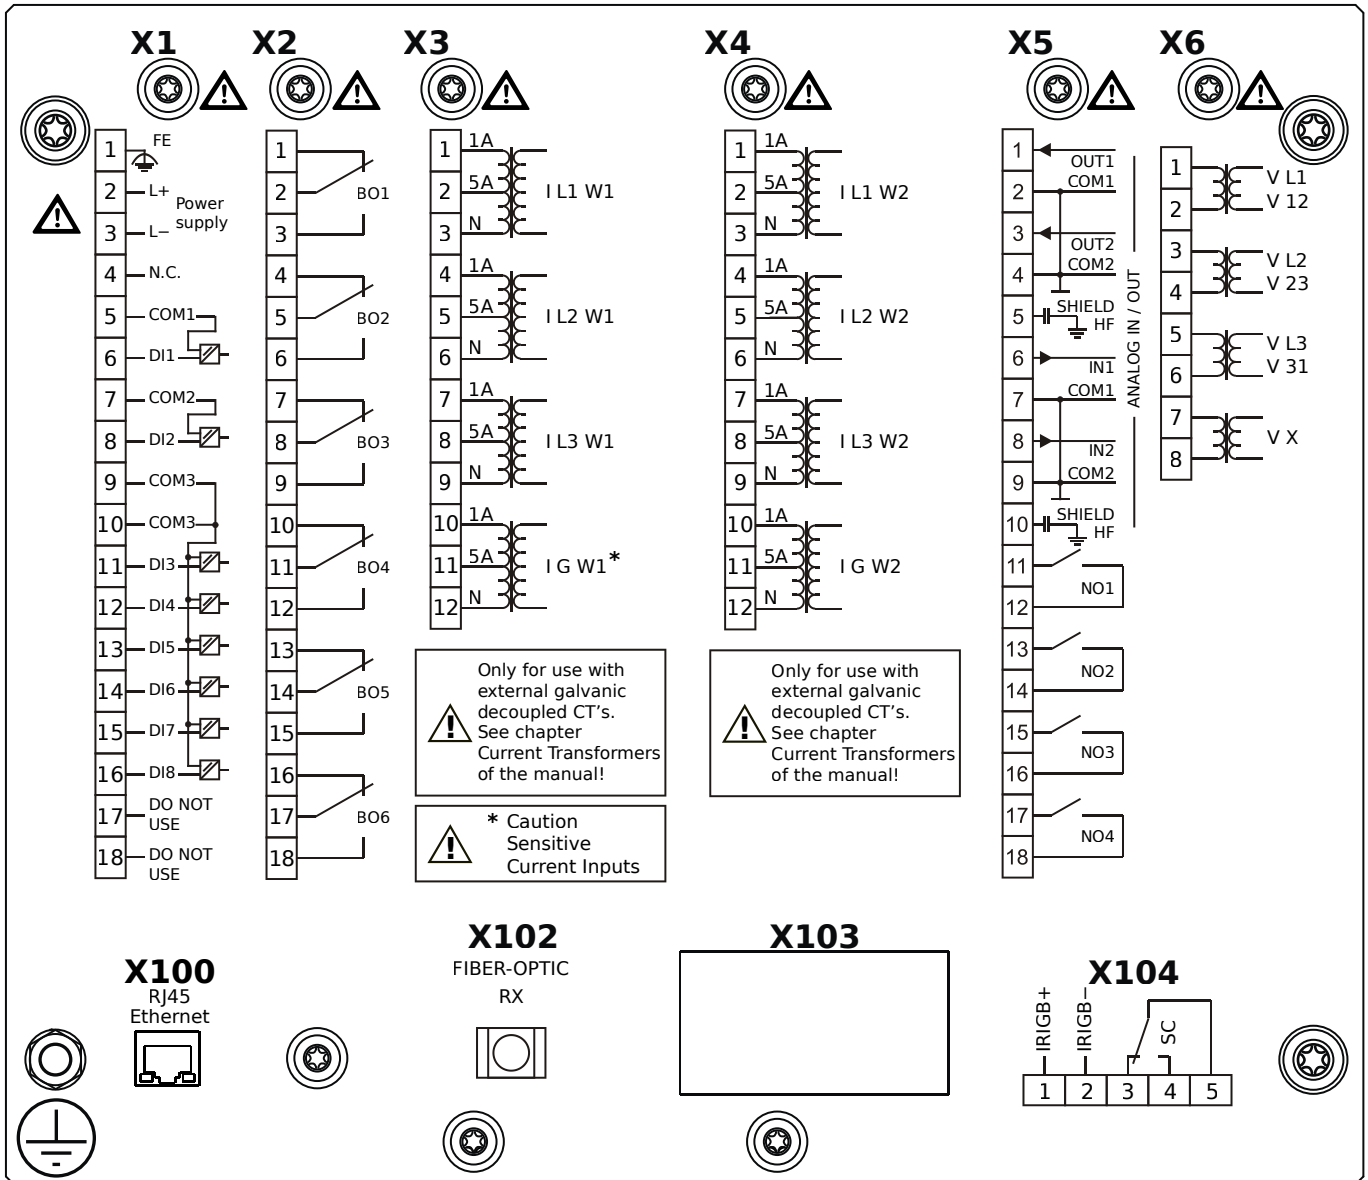 X1
X2
X3
X4
X5
X6
1 FE
2 L+
Power
supply
3 L−
4 N.C.
5 COM1
6 DI1
7 COM2
8 DI2
9 COM3
10 COM3
11 DI3
12 DI4
13 DI5
14 DI6
15 DI7
16 DI8
17 DO NOT
USE
18 DO NOT
USE
1
2 BO1
3
4
5 BO2
6
7
8 BO3
9
10
11 BO4
12
13
14 BO5
15
16
17 BO6
18
1 1A
2 5A I L1 W1
3 N
4 1A
5 5A I L2 W1
6 N
7 1A
8 5A I L3 W1
9 N
10 1A
11 5A I G W1*
12 N
Only for use with
external galvanic
decoupled CT's.
See chapter
Current Transformers
of the manual!
* Caution
Sensitive
Current Inputs
1 1A
2 5A I L1 W2
3 N
4 1A
5 5A I L2 W2
6 N
7 1A
8 5A I L3 W2
9 N
10 1A
11 5A I G W2
12 N
Only for use with
external galvanic
decoupled CT's.
See chapter
Current Transformers
of the manual!
1 OUT1
2 COM1
3 OUT2
4 COM2
5 SHIELD
HF
6 IN1
7 COM1
8 IN2
9 COM2
10 SHIELD
HF
ANALOG IN / OUT
11
NO1
12
13
NO2
14
15
NO3
16
17
NO4
18
1 V L1
2 V 12
3 V L2
4 V 23
5 V L3
6 V 31
7
V X
8
X100
RJ45
Ethernet
X102
FIBER-OPTIC
RX
X103
X104
IRIGB+
IRIGB−
SC
1 2 3 4 5